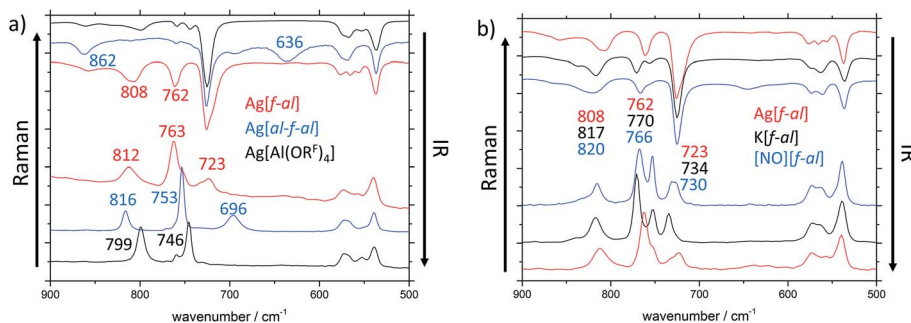 a)
Raman
IR
862
636
808
762
Ag[f-al]
Ag[al-f-al]
Ag[Al(ORᶠ)₄]
763
812
723
816
753
696
799
746
900 800 700 600 500
wavenumber / cm⁻¹
b)
Raman
IR
808 762 Ag[f-al]
817 770 K[f-al]
820 766 [NO][f-al]
723
734
730
900 800 700 600 500
wavenumber / cm⁻¹